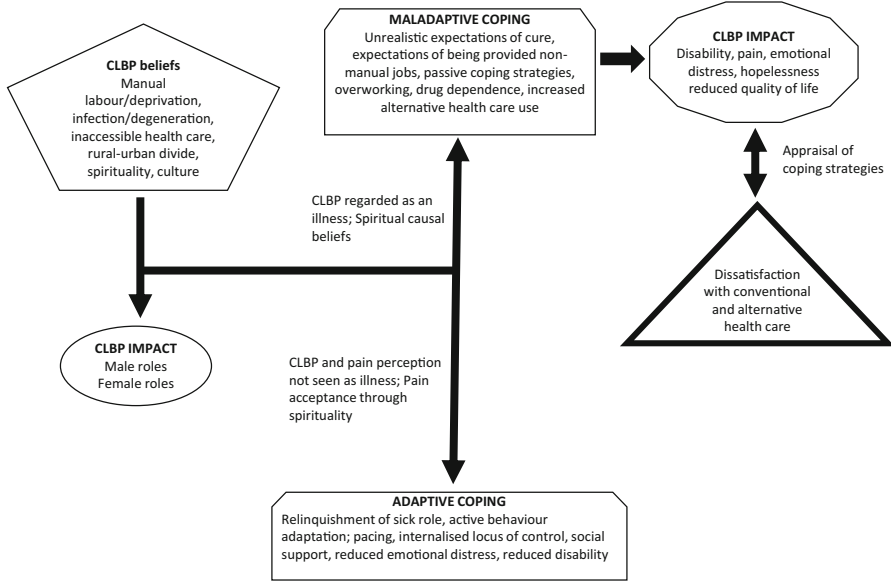 CLBP beliefs
Manual
labour/deprivation,
infection/degeneration,
inaccessible health care,
rural-urban divide,
spirituality, culture
MALADAPTIVE COPING
Unrealistic expectations of cure,
expectations of being provided non-
manual jobs, passive coping strategies,
overworking, drug dependence, increased
alternative health care use
CLBP IMPACT
Disability, pain, emotional
distress, hopelessness
reduced quality of life
Appraisal of
coping strategies
CLBP regarded as an
illness; Spiritual causal
beliefs
Dissatisfaction
with conventional
and alternative
health care
CLBP IMPACT
Male roles
Female roles
CLBP and pain perception
not seen as illness; Pain
acceptance through
spirituality
ADAPTIVE COPING
Relinquishment of sick role, active behaviour
adaptation; pacing, internalised locus of control, social
support, reduced emotional distress, reduced disability